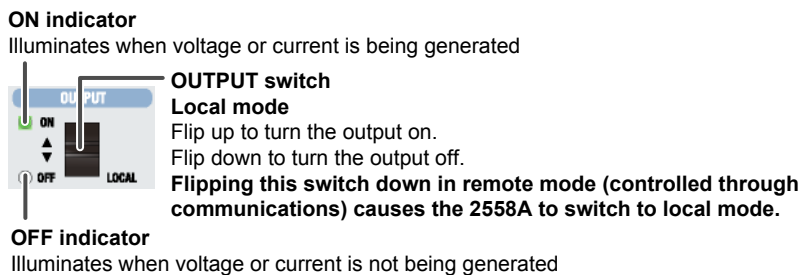 ON indicator
Illuminates when voltage or current is being generated
OUTPUT switch
OUTPUT
Local mode
ON
Flip up to turn the output on.
Flip down to turn the output off.
OFF
LOCAL
Flipping this switch down in remote mode (controlled through
communications) causes the 2558A to switch to local mode.
OFF indicator
Illuminates when voltage or current is not being generated